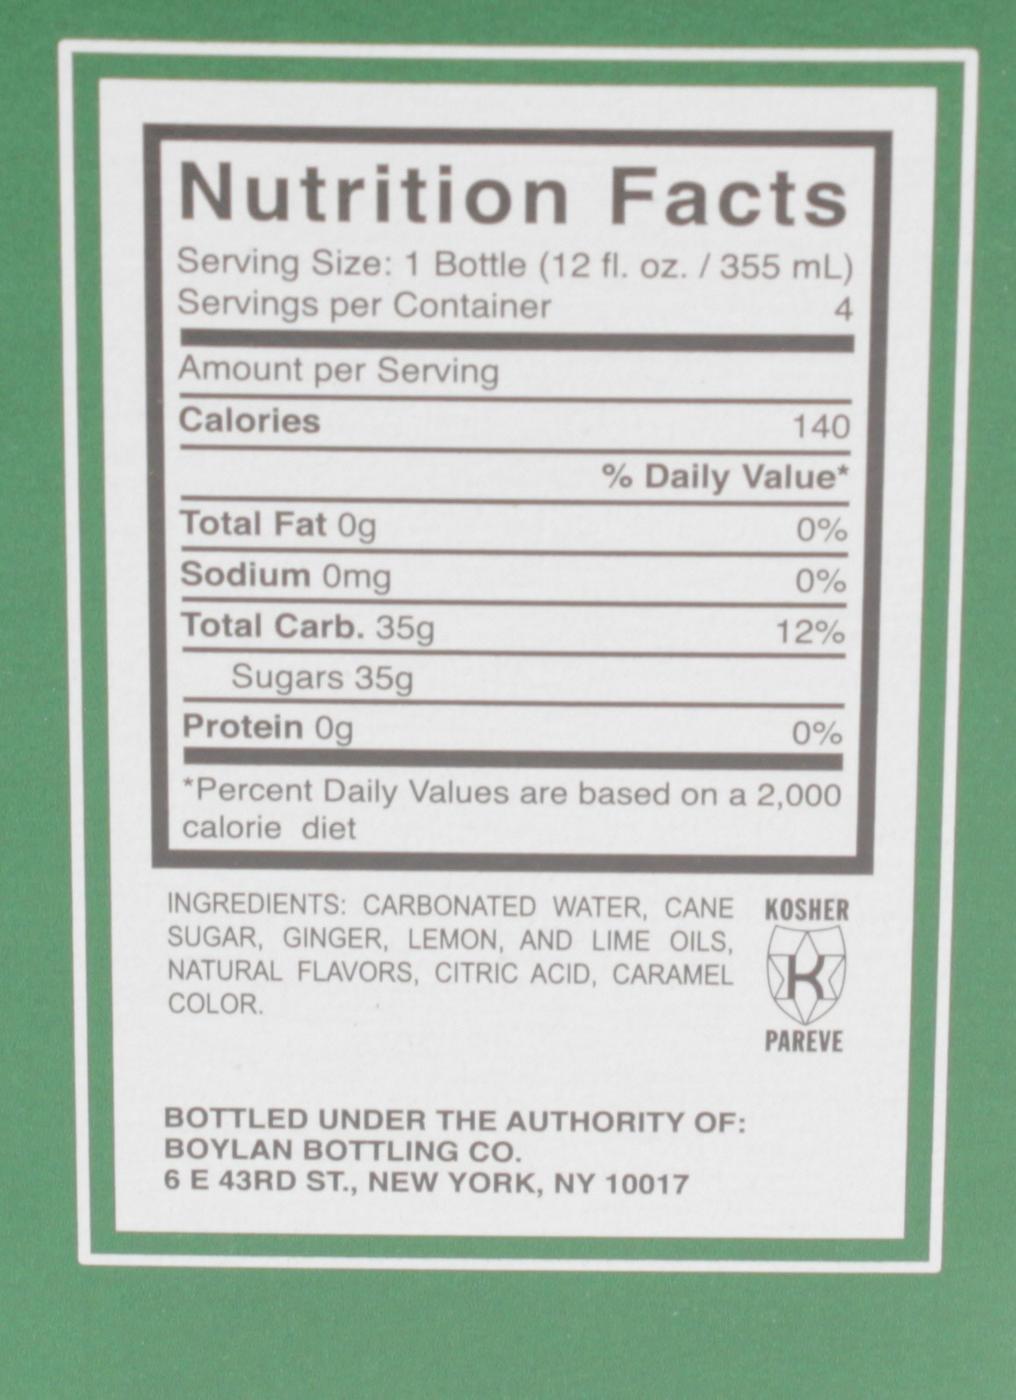 Nutrition Facts
Serving Size: 1 Bottle (12 fl. oz. / 355 mL)
Servings per Container 4
Amount per Serving
Calories 140
% Daily Value*
Total Fat 0g 0%
Sodium 0mg 0%
Total Carb. 35g 12%
Sugars 35g
Protein 0g 0%
*Percent Daily Values are based on a 2,000
calorie diet
INGREDIENTS: CARBONATED WATER, CANE
SUGAR, GINGER, LEMON, AND LIME OILS,
NATURAL FLAVORS, CITRIC ACID, CARAMEL
COLOR.
KOSHER
K
PAREVE
BOTTLED UNDER THE AUTHORITY OF:
BOYLAN BOTTLING CO.
6 E 43RD ST., NEW YORK, NY 10017